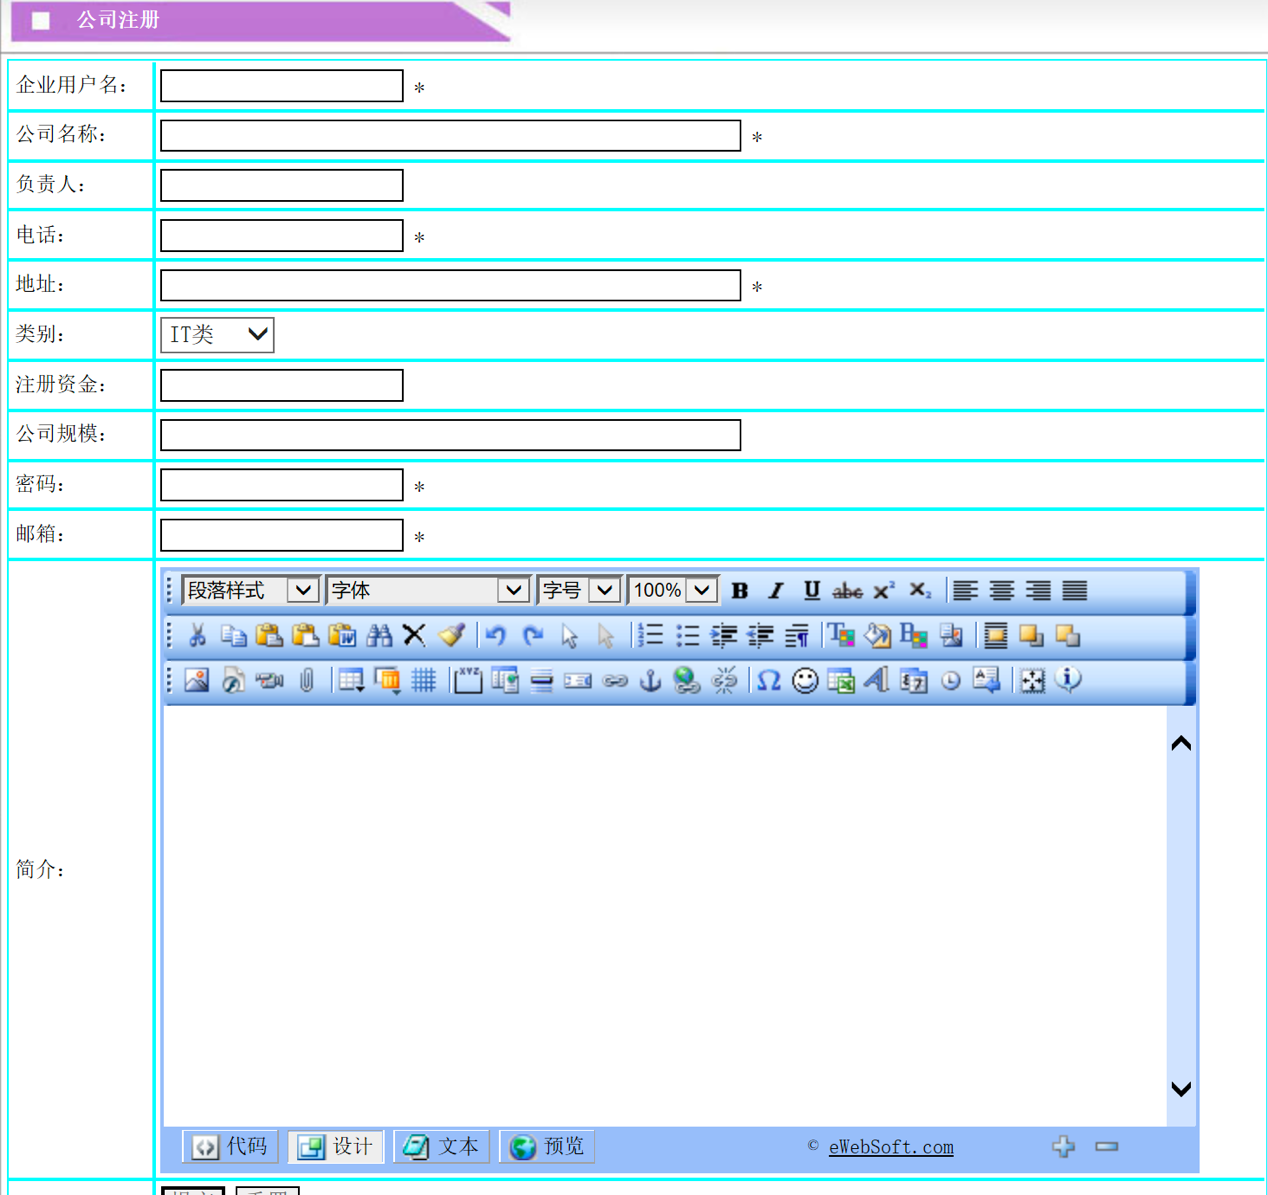 公司注册
企业用户名： *
公司名称： *
负责人：
电话： *
地址： *
类别： IT类
注册资金：
公司规模：
密码： *
邮箱： *
段落样式 字体 字号 100% B I U abc x² x₂
简介：
代码 设计 文本 预览 © eWebSoft.com